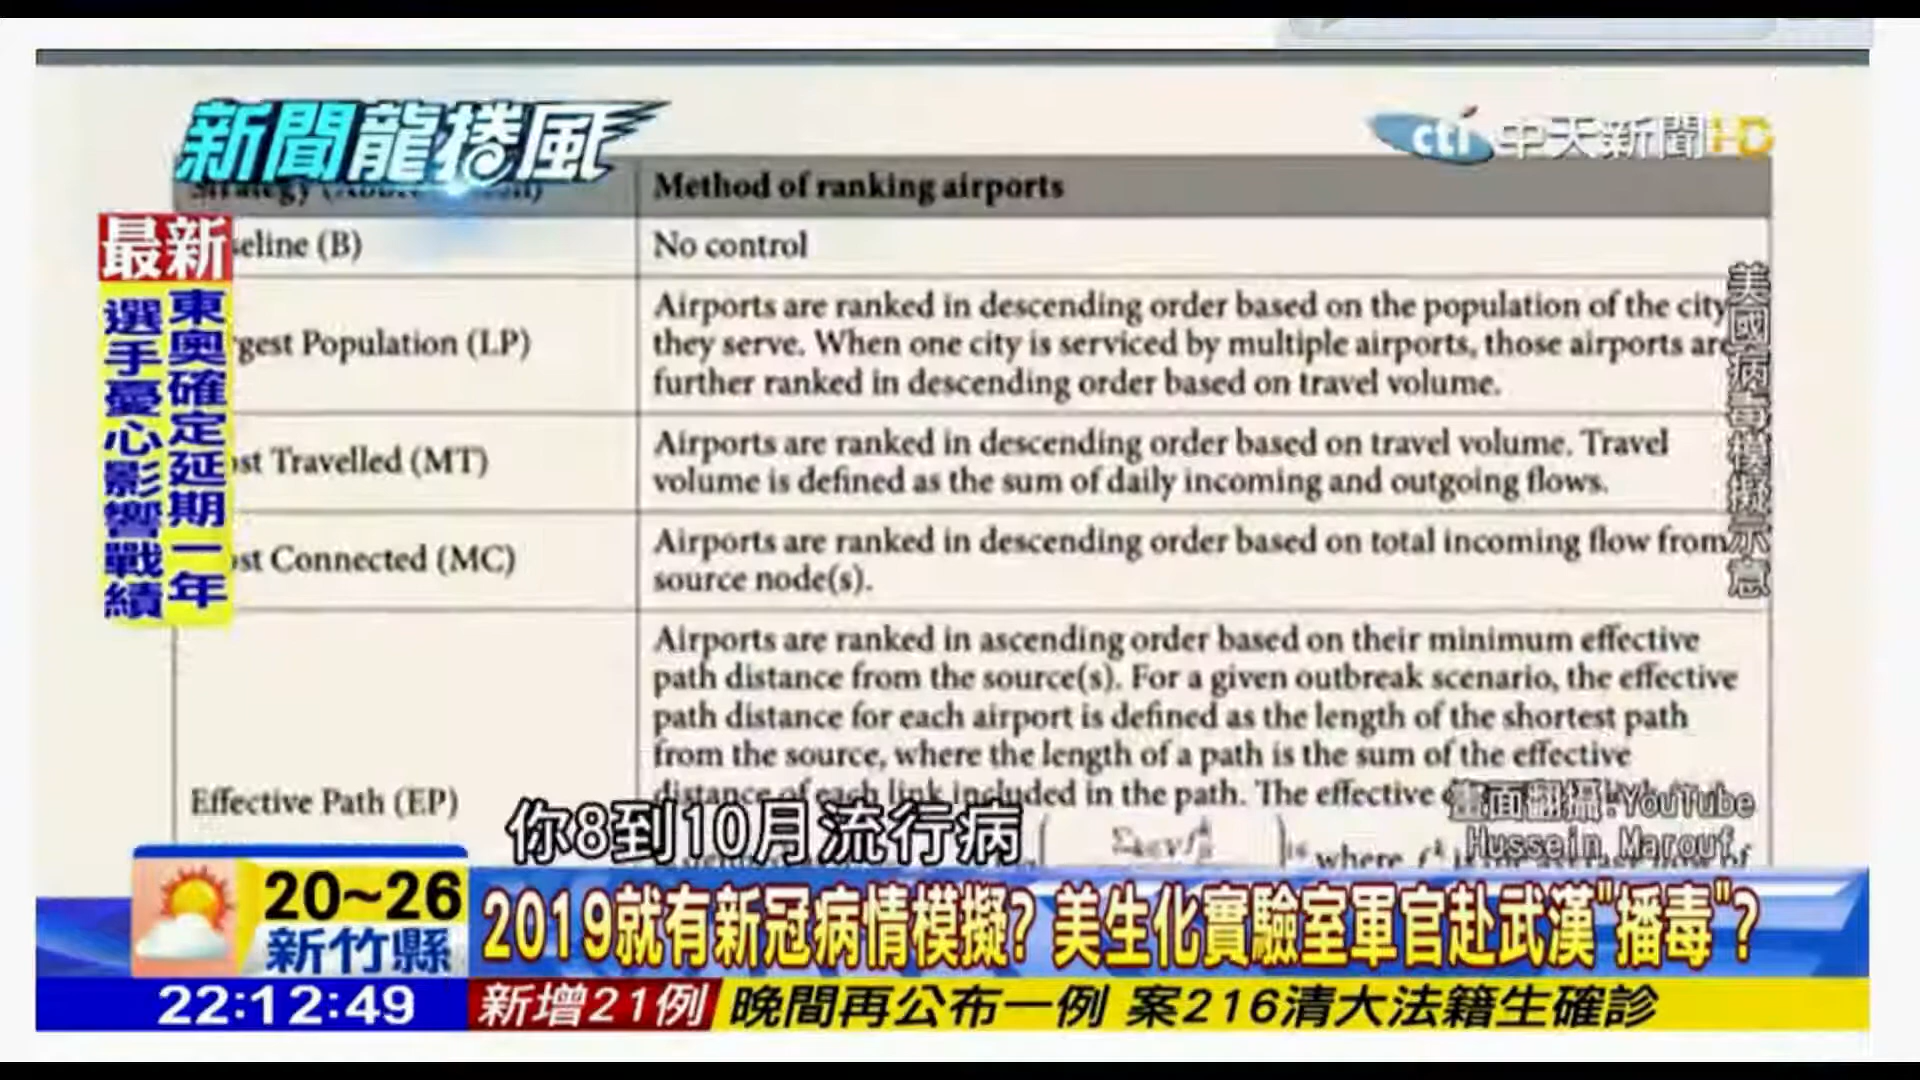 新聞龍捲風
cti 中天新聞HD
Method of ranking airports
seline (B)
No control
最新
東奧確定延期一年
選手憂心影響戰績
gest Population (LP)
Airports are ranked in descending order based on the population of the city
they serve. When one city is serviced by multiple airports, those airports are
further ranked in descending order based on travel volume.
st Travelled (MT)
Airports are ranked in descending order based on travel volume. Travel
volume is defined as the sum of daily incoming and outgoing flows.
st Connected (MC)
Airports are ranked in descending order based on total incoming flow from
source node(s).
美國病毒模擬示意
Effective Path (EP)
Airports are ranked in ascending order based on their minimum effective
path distance from the source(s). For a given outbreak scenario, the effective
path distance for each airport is defined as the length of the shortest path
from the source, where the length of a path is the sum of the effective
distance of each link included in the path. The effective
畫面翻攝:YouTube
Hussein Marouf
where
你8到10月流行病
20~26
新竹縣
2019就有新冠病情模擬? 美生化實驗室軍官赴武漢"播毒"?
22:12:49
新增21例 晚間再公布一例 案216清大法籍生確診